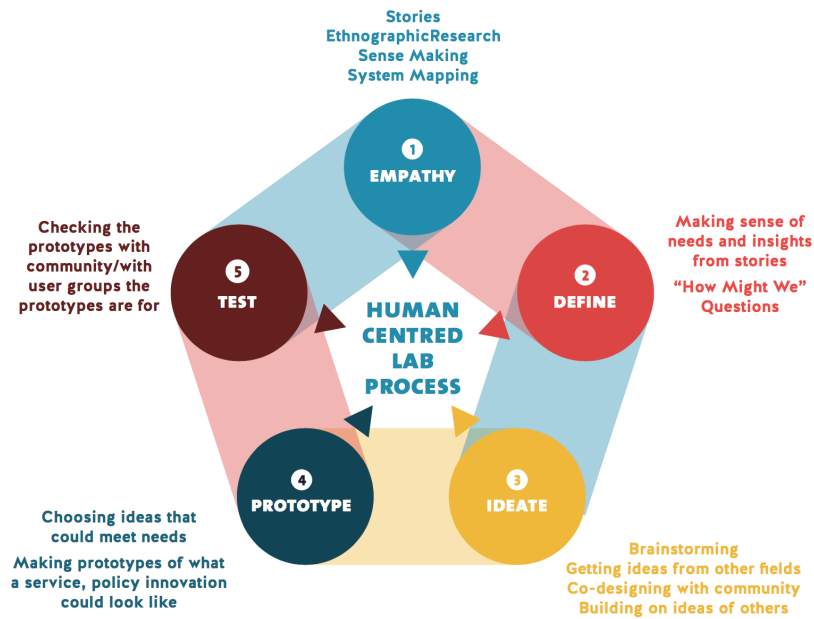 Stories
EthnographicResearch
Sense Making
System Mapping
1
EMPATHY
Making sense of
needs and insights
from stories
“How Might We”
Questions
2
DEFINE
Checking the
prototypes with
community/with
user groups the
prototypes are for
5
TEST
HUMAN
CENTRED
LAB
PROCESS
3
IDEATE
Brainstorming
Getting ideas from other fields
Co-designing with community
Building on ideas of others
4
PROTOTYPE
Choosing ideas that
could meet needs
Making prototypes of what
a service, policy innovation
could look like